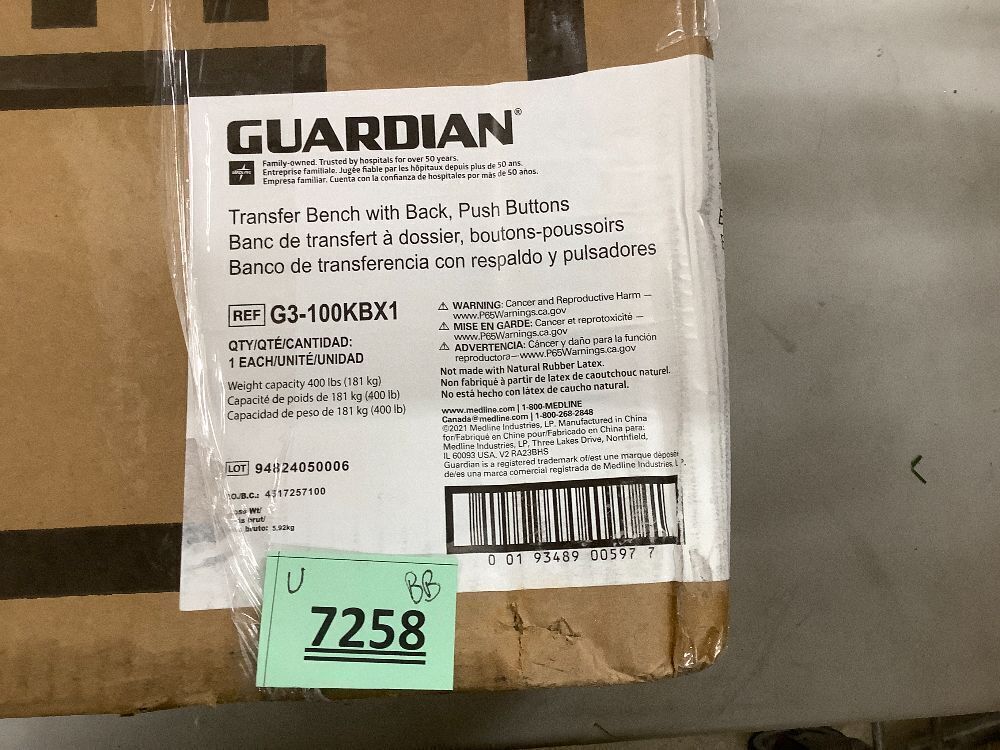 GUARDIAN®
Family-owned. Trusted by hospitals for over 50 years.
Entreprise familiale. Jugée fiable par les hôpitaux depuis plus de 50 ans.
Empresa familiar. Cuenta con la confianza de hospitales por más de 50 años.
Transfer Bench with Back, Push Buttons
Banc de transfert à dossier, boutons-poussoirs
Banco de transferencia con respaldo y pulsadores
REF G3-100KBX1
QTY/QTÉ/CANTIDAD:
1 EACH/UNITÉ/UNIDAD
Weight capacity 400 lbs (181 kg)
Capacité de poids de 181 kg (400 lb)
Capacidad de peso de 181 kg (400 lb)
LOT 94824050006
4517257100
5.92kg
⚠ WARNING: Cancer and Reproductive Harm —
www.P65Warnings.ca.gov
⚠ MISE EN GARDE: Cancer et reprotoxicité —
www.P65Warnings.ca.gov
⚠ ADVERTENCIA: Cáncer y daño para la función
reproductora— www.P65Warnings.ca.gov
Not made with Natural Rubber Latex.
Non fabriqué à partir de latex de caoutchouc naturel.
No está hecho con látex de caucho natural.
www.medline.com | 1-800-MEDLINE
Canada@medline.com | 1-800-268-2848
©2021 Medline Industries, LP. Manufactured in China
for/Fabriqué en Chine pour/Fabricado en China para:
Medline Industries, LP, Three Lakes Drive, Northfield,
IL 60093 USA. V2 RA23BHS
Guardian is a registered trademark of/est une marque déposée
de/es una marca comercial registrada de Medline Industries, LP.
0 01 93489 00597 7
U BB
7258